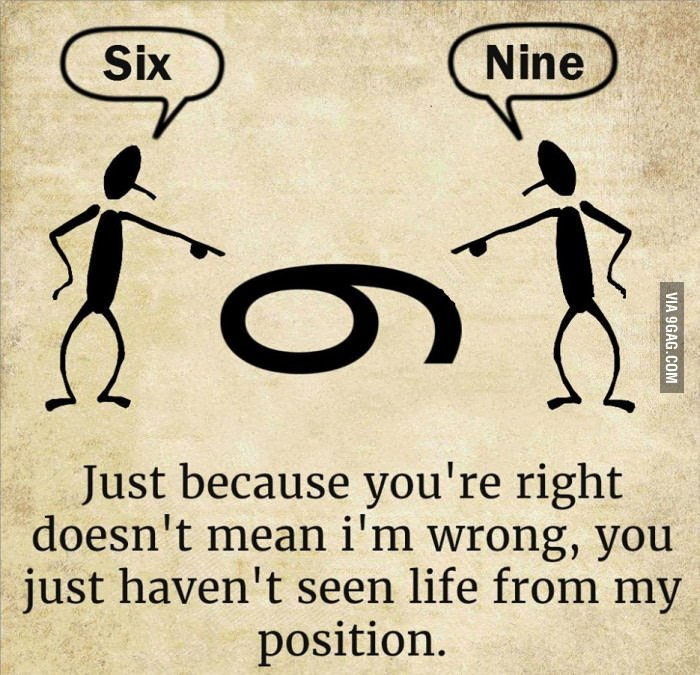 Six
Nine
6
VIA 9GAG.COM
Just because you're right
doesn't mean i'm wrong, you
just haven't seen life from my
position.